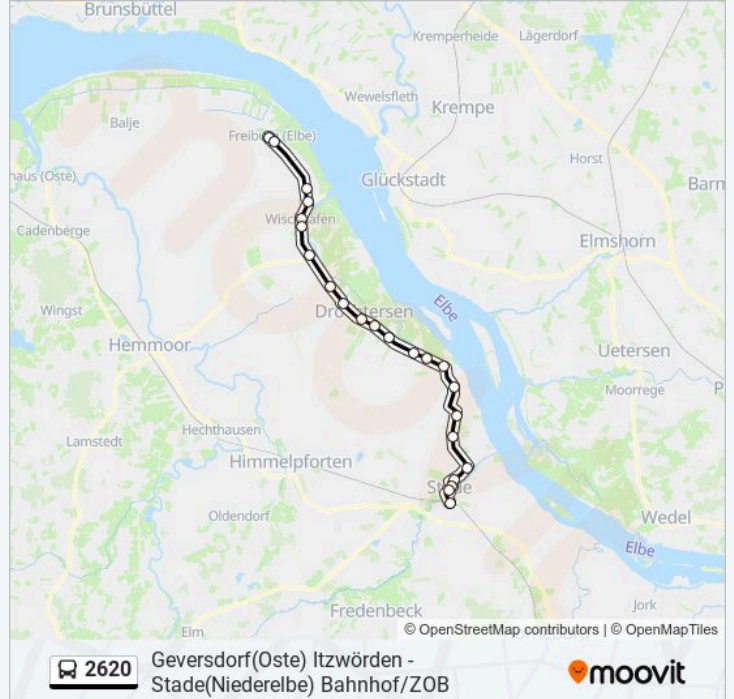 Brunsbüttel
Kremperheide
Lägerdorf
Wewelsfleth
Krempe
Balje
Freiburg (Elbe)
Horst
haus (Oste)
Glückstadt
Barm
Wischhafen
Cadenberge
Elmshorn
Elbe
Wingst
Drochtersen
Hemmoor
Uetersen
Moorrege
P
Hechthausen
Lamstedt
Himmelpforten
Stade
Oldendorf
Wedel
Elbe
Fredenbeck
Jork
Elm
© OpenStreetMap contributors | © OpenMapTiles
2620
Geversdorf(Oste) Itzwörden -
Stade(Niederelbe) Bahnhof/ZOB
moovit